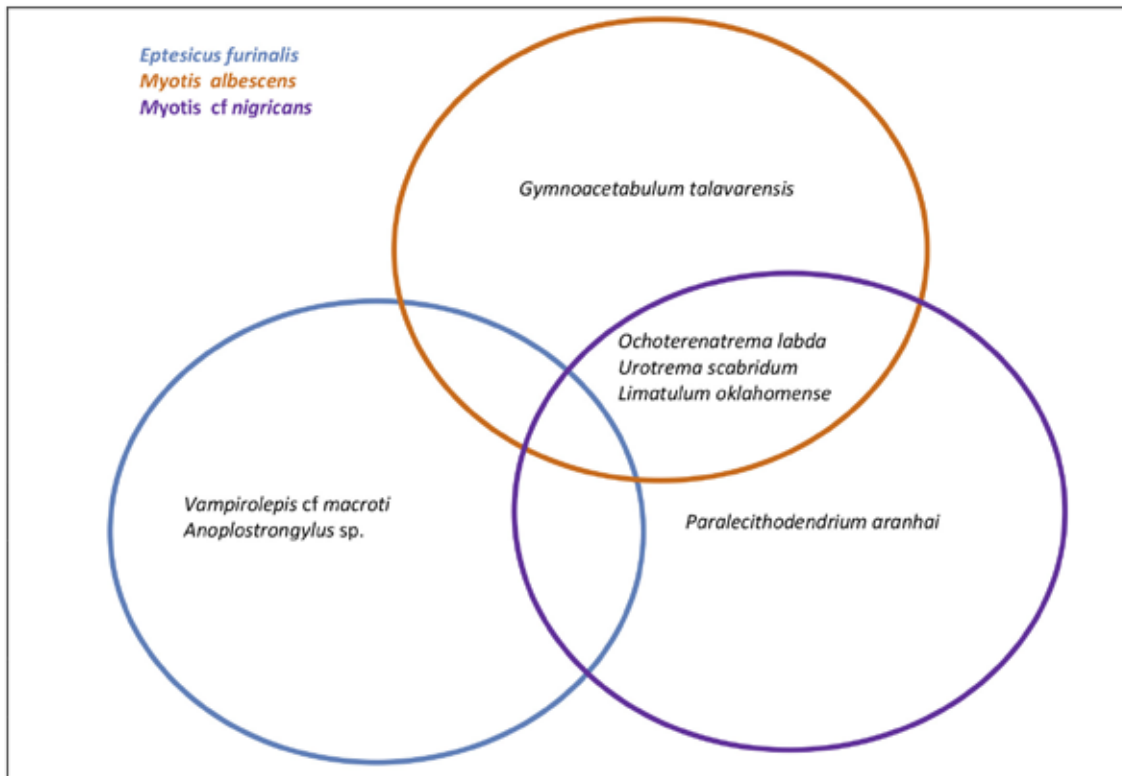 Eptesicus furinalis
Myotis albescens
Myotis cf nigricans
Gymnoacetabulum talavarensis
Ochoterenatrema labda
Urotrema scabridum
Limatulum oklahomense
Vampirolepis cf macroti
Anoplostrongylus sp.
Paralecithodendrium aranhai